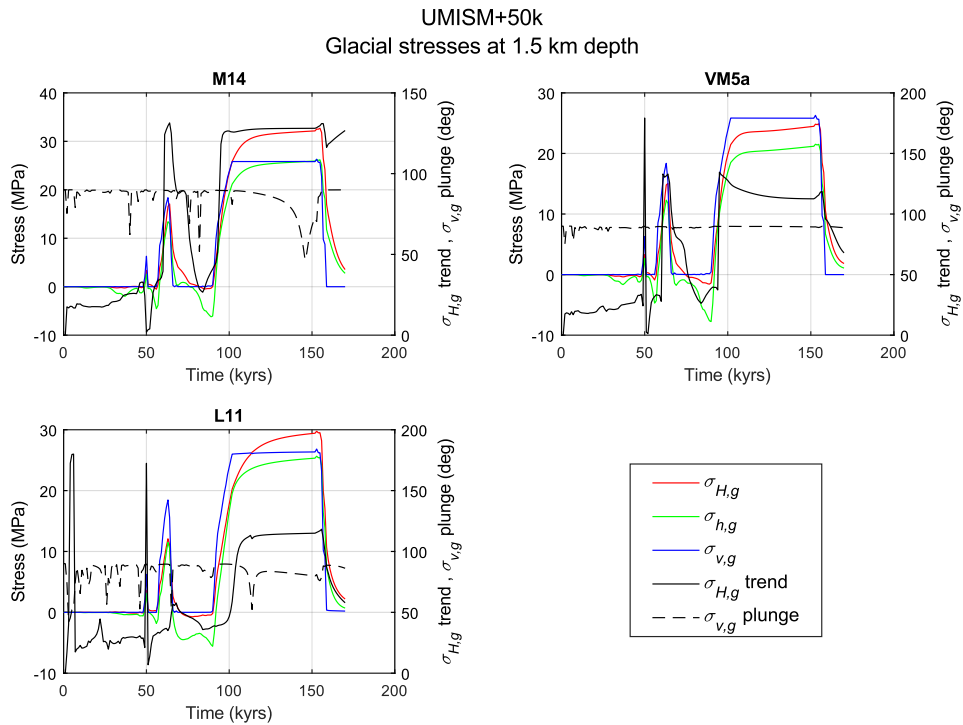 UMISM+50k
Glacial stresses at 1.5 km depth
M14
40
30
20
10
0
-10
Stress (MPa)
150
100
50
0
σH,g trend , σv,g plunge (deg)
0 50 100 150 200
Time (kyrs)
VM5a
30
20
10
0
-10
Stress (MPa)
200
150
100
50
0
σH,g trend , σv,g plunge (deg)
0 50 100 150 200
Time (kyrs)
L11
30
20
10
0
-10
Stress (MPa)
200
150
100
50
0
σH,g trend , σv,g plunge (deg)
0 50 100 150 200
Time (kyrs)
σH,g
σh,g
σv,g
σH,g trend
σv,g plunge